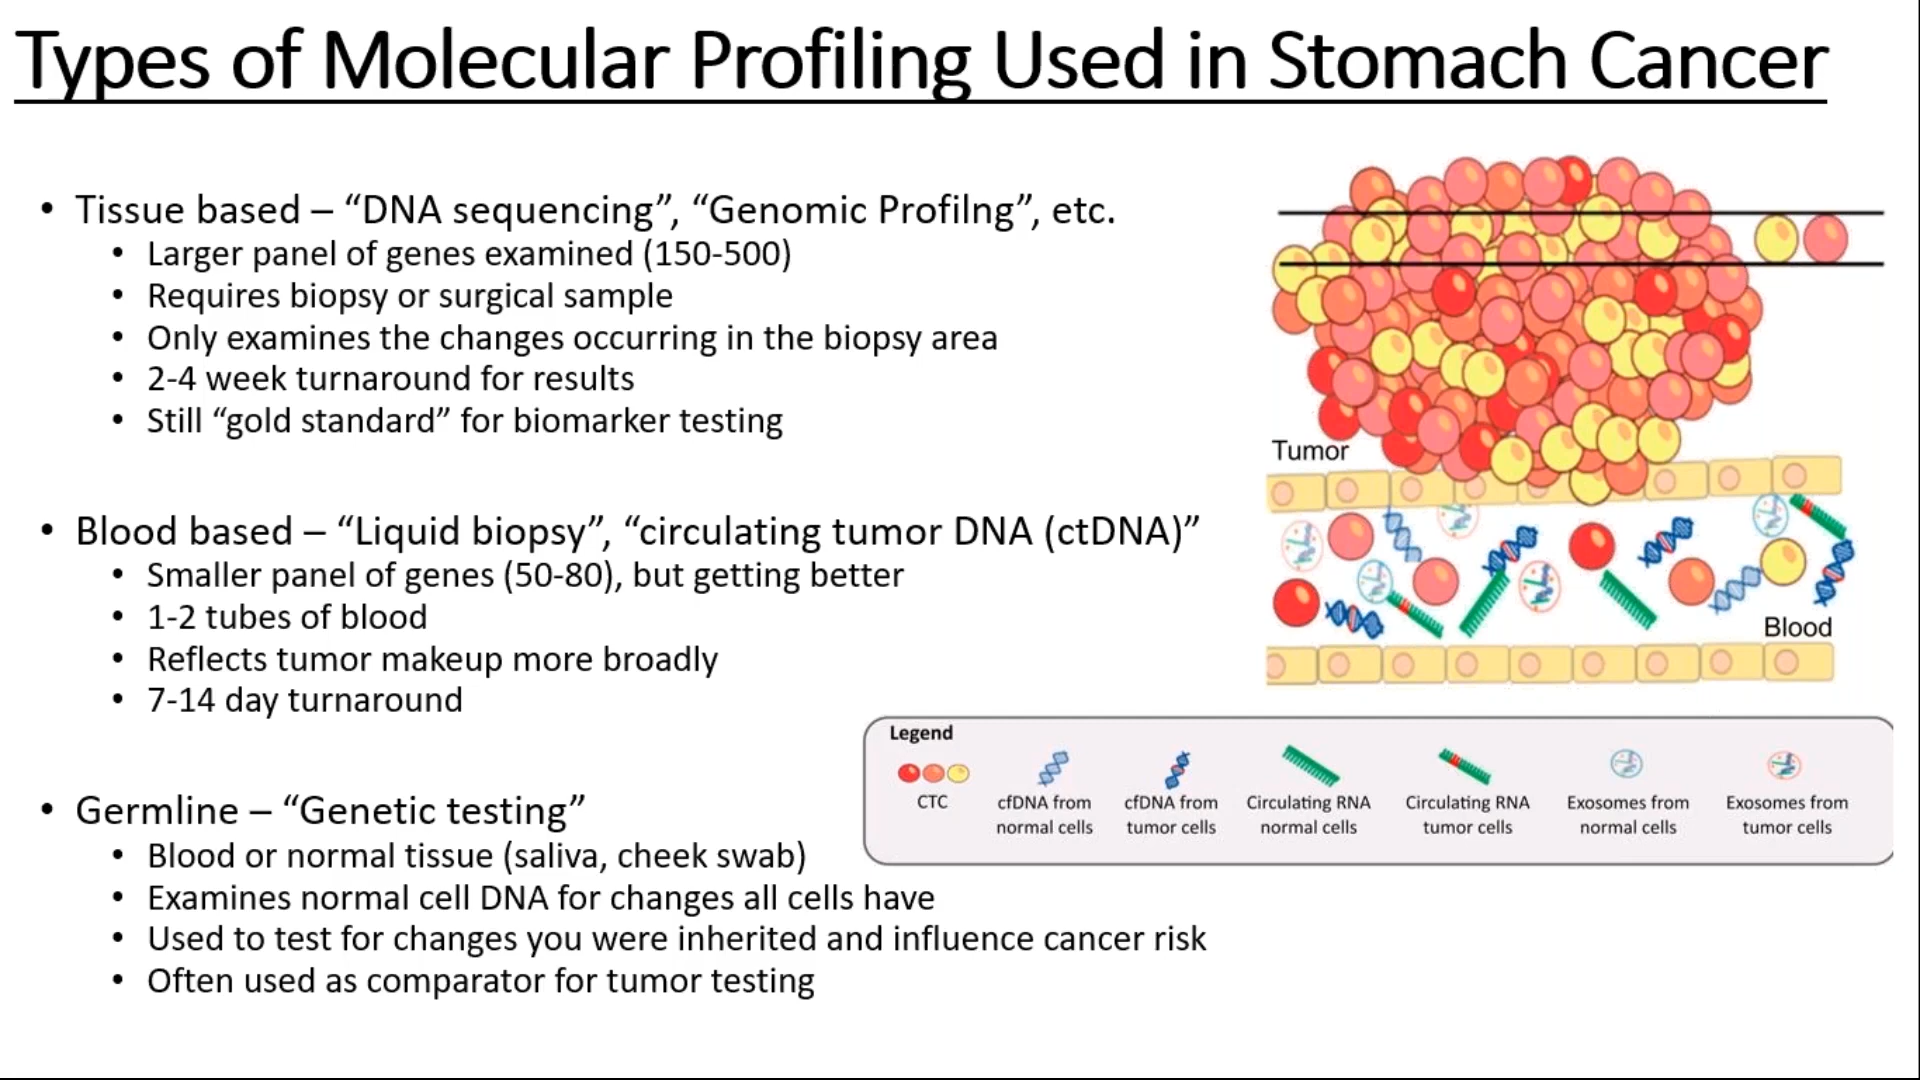 Types of Molecular Profiling Used in Stomach Cancer
• Tissue based – “DNA sequencing”, “Genomic Profilng”, etc.
• Larger panel of genes examined (150-500)
• Requires biopsy or surgical sample
• Only examines the changes occurring in the biopsy area
• 2-4 week turnaround for results
• Still “gold standard” for biomarker testing
• Blood based – “Liquid biopsy”, “circulating tumor DNA (ctDNA)”
• Smaller panel of genes (50-80), but getting better
• 1-2 tubes of blood
• Reflects tumor makeup more broadly
• 7-14 day turnaround
• Germline – “Genetic testing”
• Blood or normal tissue (saliva, cheek swab)
• Examines normal cell DNA for changes all cells have
• Used to test for changes you were inherited and influence cancer risk
• Often used as comparator for tumor testing
Tumor
Blood
Legend
CTC
cfDNA from
normal cells
cfDNA from
tumor cells
Circulating RNA
normal cells
Circulating RNA
tumor cells
Exosomes from
normal cells
Exosomes from
tumor cells